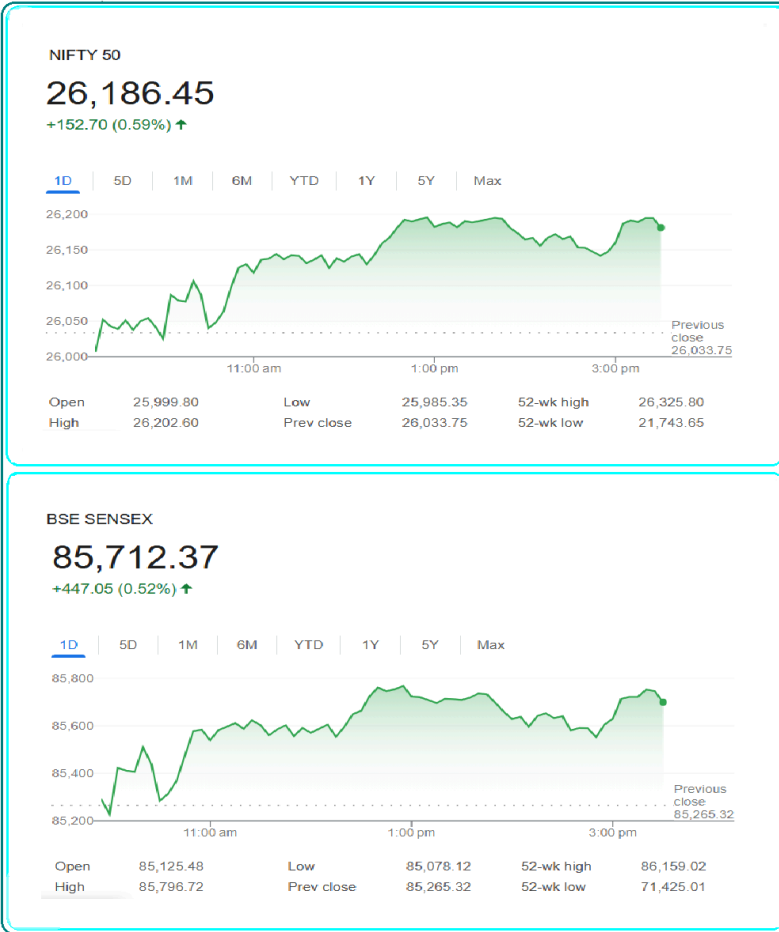 NIFTY 50
26,186.45
+152.70 (0.59%) ↑
1D 5D 1M 6M YTD 1Y 5Y Max
26,200
26,150
26,100
26,050
26,000
Previous
close
26,033.75
11:00 am 1:00 pm 3:00 pm
Open 25,999.80 Low 25,985.35 52-wk high 26,325.80
High 26,202.60 Prev close 26,033.75 52-wk low 21,743.65
BSE SENSEX
85,712.37
+447.05 (0.52%) ↑
1D 5D 1M 6M YTD 1Y 5Y Max
85,800
85,600
85,400
85,200
Previous
close
85,265.32
11:00 am 1:00 pm 3:00 pm
Open 85,125.48 Low 85,078.12 52-wk high 86,159.02
High 85,796.72 Prev close 85,265.32 52-wk low 71,425.01